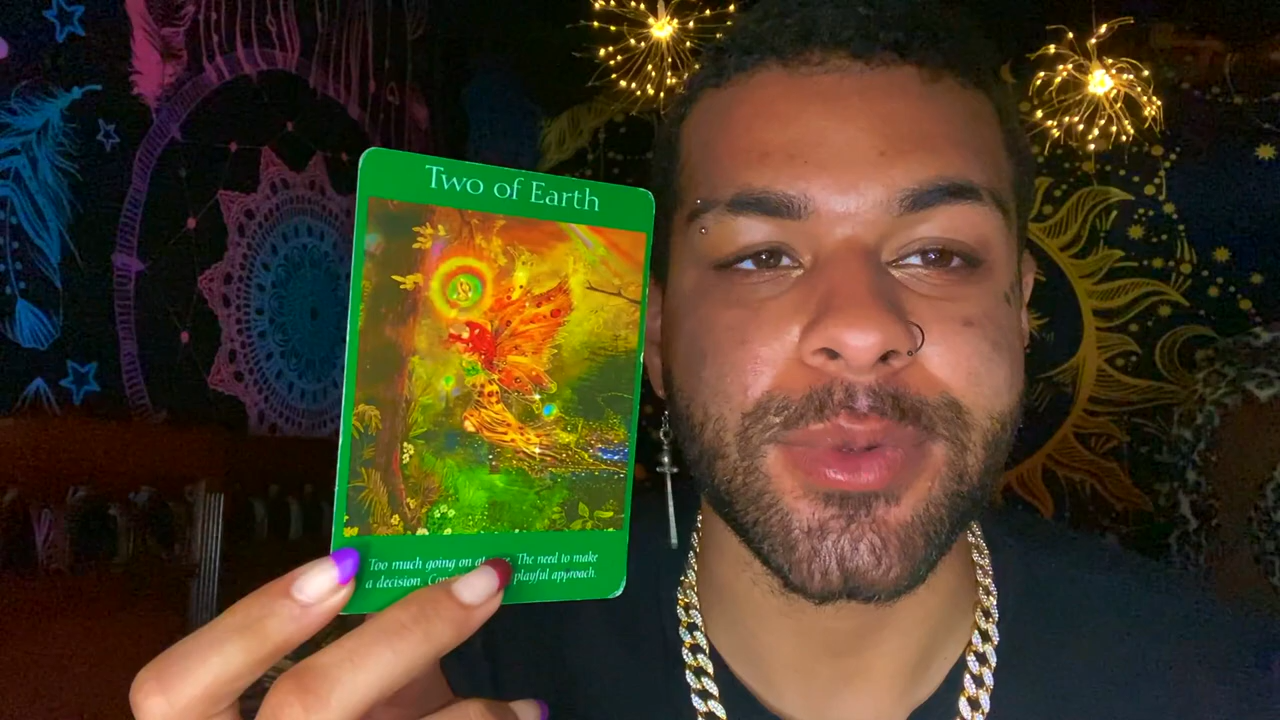 Two of Earth
Too much going on at The need to make
a decision. playful approach.